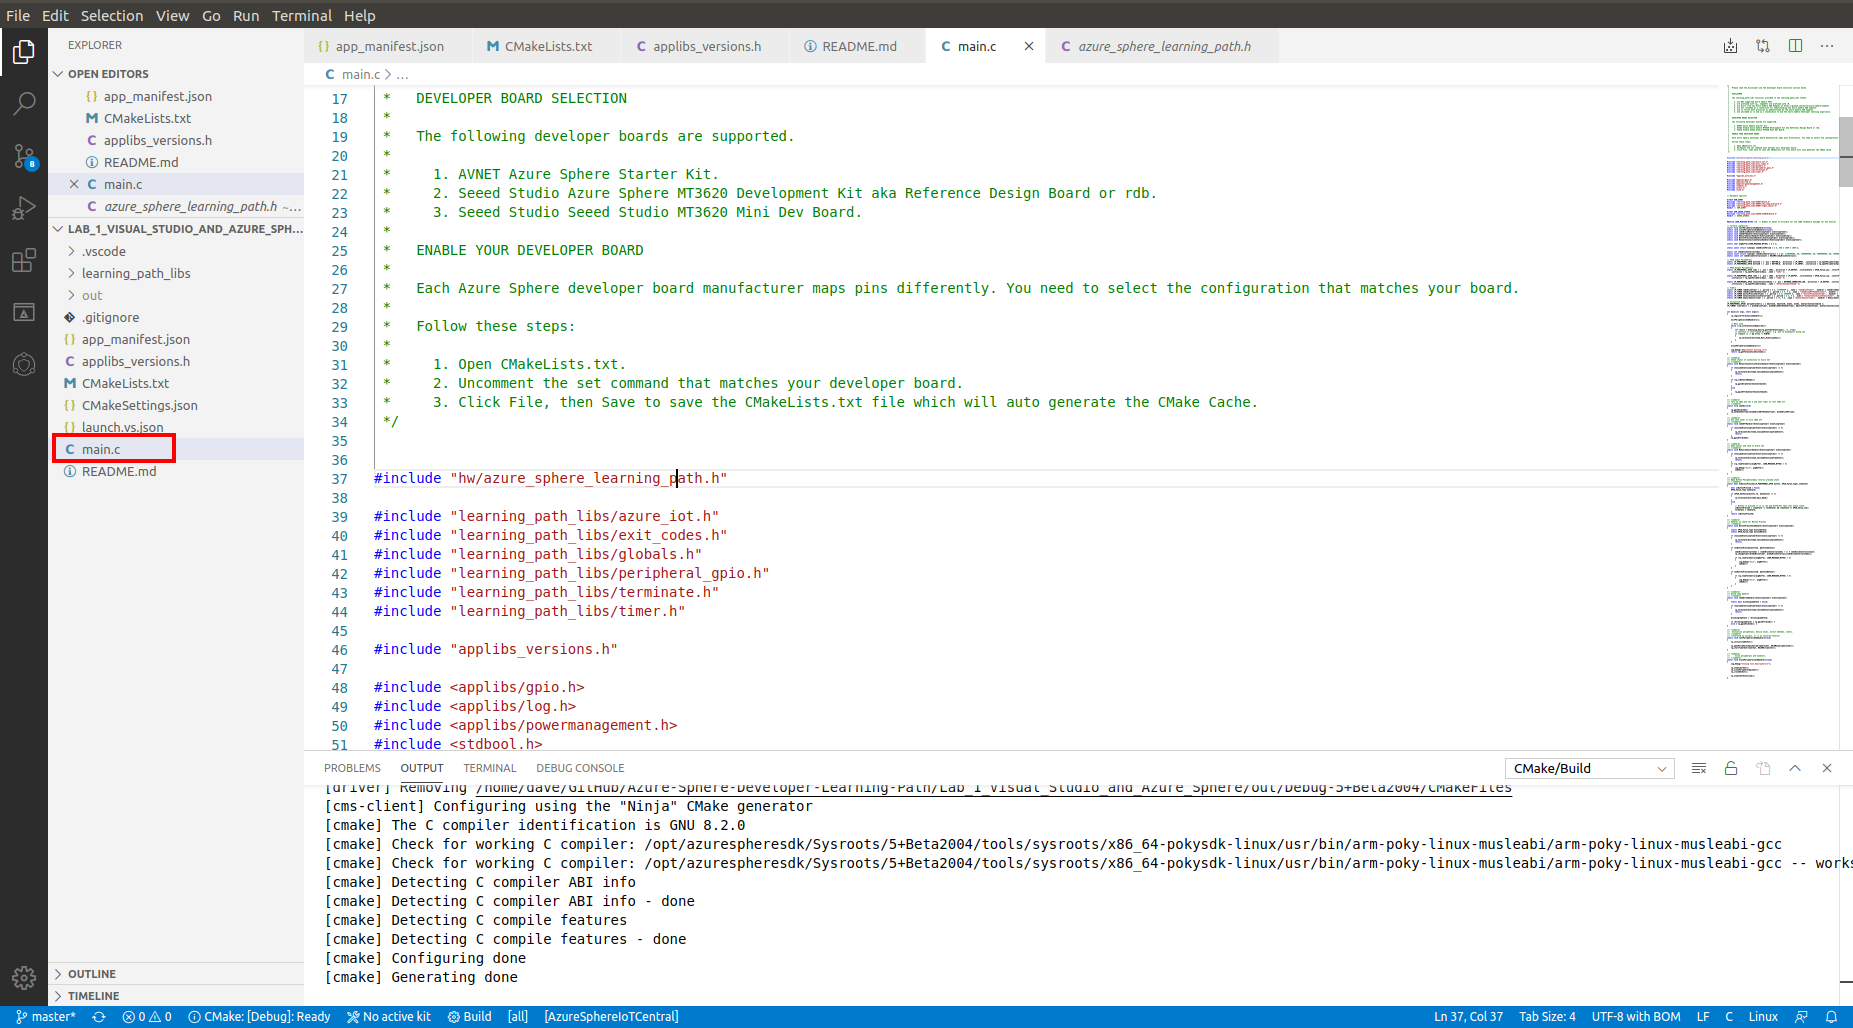 File Edit Selection View Go Run Terminal Help
EXPLORER
OPEN EDITORS
{} app_manifest.json
M CMakeLists.txt
C applibs_versions.h
README.md
C main.c
C azure_sphere_learning_path.h ~...
8
LAB_1_VISUAL_STUDIO_AND_AZURE_SPH...
.vscode
learning_path_libs
out
.gitignore
{} app_manifest.json
C applibs_versions.h
M CMakeLists.txt
{} CMakeSettings.json
{} launch.vs.json
C main.c
README.md
OUTLINE
TIMELINE
{} app_manifest.json M CMakeLists.txt C applibs_versions.h README.md C main.c C azure_sphere_learning_path.h
C main.c > ...
17 * DEVELOPER BOARD SELECTION
18 *
19 * The following developer boards are supported.
20 *
21 * 1. AVNET Azure Sphere Starter Kit.
22 * 2. Seeed Studio Azure Sphere MT3620 Development Kit aka Reference Design Board or rdb.
23 * 3. Seeed Studio Seeed Studio MT3620 Mini Dev Board.
24 *
25 * ENABLE YOUR DEVELOPER BOARD
26 *
27 * Each Azure Sphere developer board manufacturer maps pins differently. You need to select the configuration that matches your board.
28 *
29 * Follow these steps:
30 *
31 * 1. Open CMakeLists.txt.
32 * 2. Uncomment the set command that matches your developer board.
33 * 3. Click File, then Save to save the CMakeLists.txt file which will auto generate the CMake Cache.
34 */
35
36
37 #include "hw/azure_sphere_learning_path.h"
38
39 #include "learning_path_libs/azure_iot.h"
40 #include "learning_path_libs/exit_codes.h"
41 #include "learning_path_libs/globals.h"
42 #include "learning_path_libs/peripheral_gpio.h"
43 #include "learning_path_libs/terminate.h"
44 #include "learning_path_libs/timer.h"
45
46 #include "applibs_versions.h"
47
48 #include <applibs/gpio.h>
49 #include <applibs/log.h>
50 #include <applibs/powermanagement.h>
51 #include <stdbool.h>
PROBLEMS OUTPUT TERMINAL DEBUG CONSOLE CMake/Build
[driver] Removing /home/dave/GitHub/Azure-Sphere-Developer-Learning-Path/Lab_1_Visual_Studio_and_Azure_Sphere/out/Debug-5+Beta2004/CMakeFiles
[cms-client] Configuring using the "Ninja" CMake generator
[cmake] The C compiler identification is GNU 8.2.0
[cmake] Check for working C compiler: /opt/azurespheresdk/Sysroots/5+Beta2004/tools/sysroots/x86_64-pokysdk-linux/usr/bin/arm-poky-linux-musleabi/arm-poky-linux-musleabi-gcc
[cmake] Check for working C compiler: /opt/azurespheresdk/Sysroots/5+Beta2004/tools/sysroots/x86_64-pokysdk-linux/usr/bin/arm-poky-linux-musleabi/arm-poky-linux-musleabi-gcc -- works
[cmake] Detecting C compiler ABI info
[cmake] Detecting C compiler ABI info - done
[cmake] Detecting C compile features
[cmake] Detecting C compile features - done
[cmake] Configuring done
[cmake] Generating done
master* 0 0 CMake: [Debug]: Ready No active kit Build [all] [AzureSphereIoTCentral] Ln 37, Col 37 Tab Size: 4 UTF-8 with BOM LF C Linux